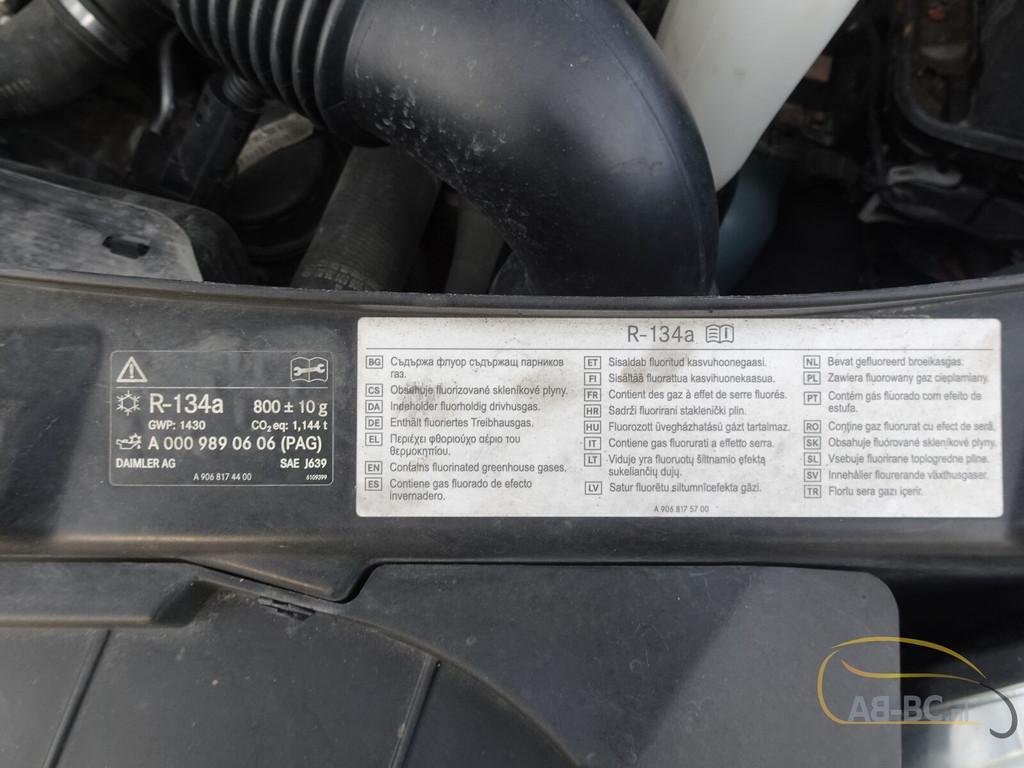 R-134a 800 ± 10 g
GWP: 1430 CO₂ eq: 1,144 t
A 000 989 06 06 (PAG)
DAIMLER AG SAE J639
A 906 817 44 00 6109399
R-134a
BG Съдържа флуор съдържащ парников
газ.
CS Obsahuje fluorizované skleníkové plyny.
DA Indeholder fluorholdig drivhusgas.
DE Enthält fluoriertes Treibhausgas.
EL Περιέχει φθοριούχο αέριο του
θερμοκηπίου.
EN Contains fluorinated greenhouse gases.
ES Contiene gas fluorado de efecto
invernadero.
ET Sisaldab fluoritud kasvuhoonegaasi.
FI Sisältää fluorattua kasvihuonekaasua.
FR Contient des gaz à effet de serre fluorés.
HR Sadrži fluorirani staklenički plin.
HU Fluorozott üvegházhatású gázt tartalmaz.
IT Contiene gas fluorurati a effetto serra.
LT Viduje yra fluoruotų šiltnamio efektą
sukeliančių dujų.
LV Satur fluorētu siltumnīcefekta gāzi.
NL Bevat gefluoreerd broeikasgas.
PL Zawiera fluorowany gaz cieplarniany.
PT Contém gás fluorado com efeito de
estufa.
RO Conţine gaz fluorurat cu efect de seră.
SK Obsahuje fluórované skleníkové plyny.
SL Vsebuje fluorirane toplogredne pline.
SV Innehåller flourerande växthusgaser.
TR Florlu sera gazı içerir.
A 906 817 57 00
AB-BC.nl